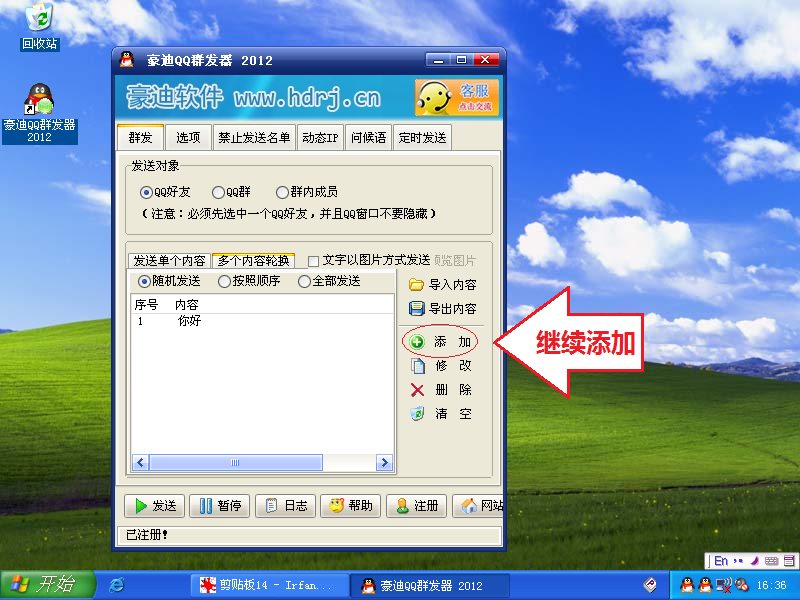 回收站
豪迪QQ群发器
2012
豪迪QQ群发器 2012
豪迪软件 www.hdrj.cn
客服
点击交流
群发 选项 禁止发送名单 动态IP 问候语 定时发送
发送对象
QQ好友 QQ群 群内成员
(注意:必须先选中一个QQ好友,并且QQ窗口不要隐藏)
发送单个内容 多个内容轮换 文字以图片方式发送 预览图片
随机发送 按照顺序 全部发送
导入内容
导出内容
序号 内容
1 你好
添 加
修 改
删 除
清 空
继续添加
发送 暂停 日志 帮助 注册 网站
已注册!
En
开始
剪贴板14 - Irfan...
豪迪QQ群发器 2012
16:36